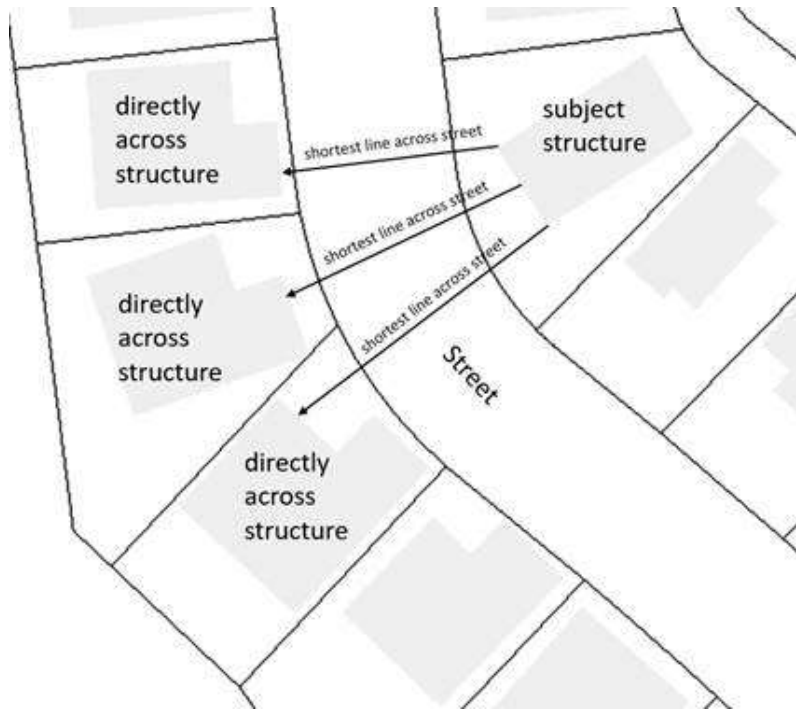 directly
across
structure
subject
structure
shortest line across street
shortest line across street
shortest line across street
directly
across
structure
Street
directly
across
structure